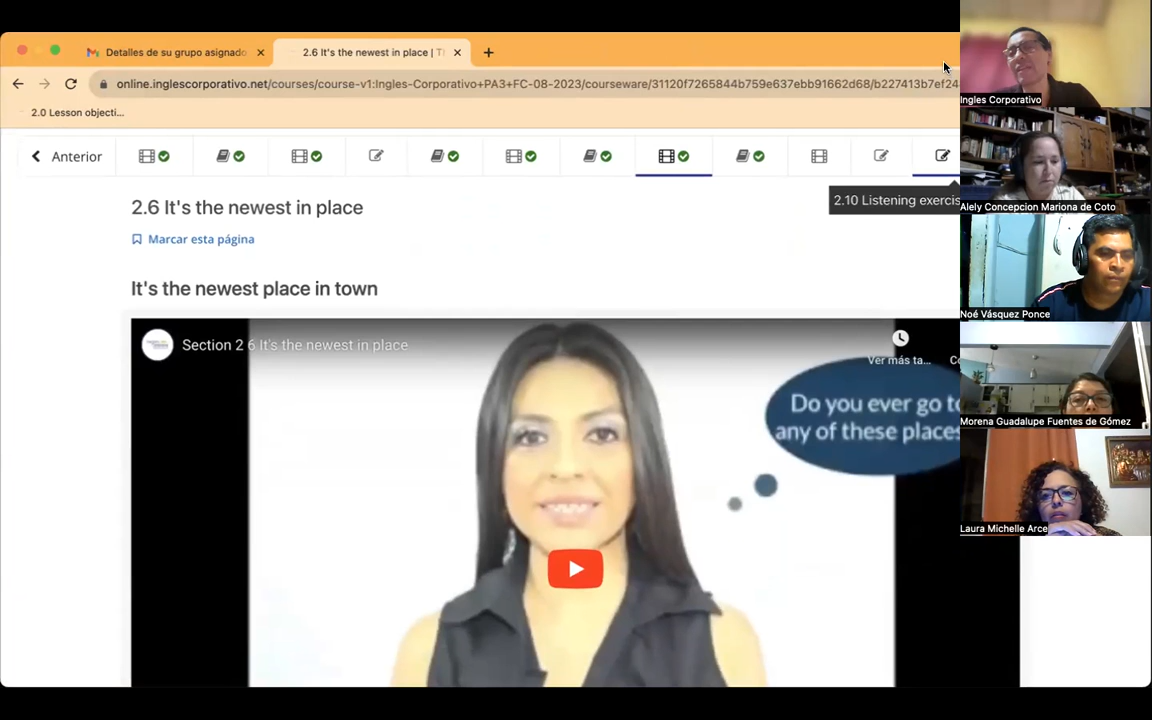 Detalles de su grupo asignado
2.6 It's the newest in place | T
online.inglescorporativo.net/courses/course-v1:Ingles-Corporativo+PA3+FC-08-2023/courseware/31120f7265844b759e637ebb91662d68/b227413b7ef24
2.0 Lesson objecti...
Anterior
2.10 Listening exercis
2.6 It's the newest in place
Marcar esta página
It's the newest place in town
Section 2 6 It's the newest in place
Ver más ta...
Do you ever go to
any of these places
Ingles Corporativo
Alely Concepcion Mariona de Coto
Noé Vásquez Ponce
Morena Guadalupe Fuentes de Gómez
Laura Michelle Arce